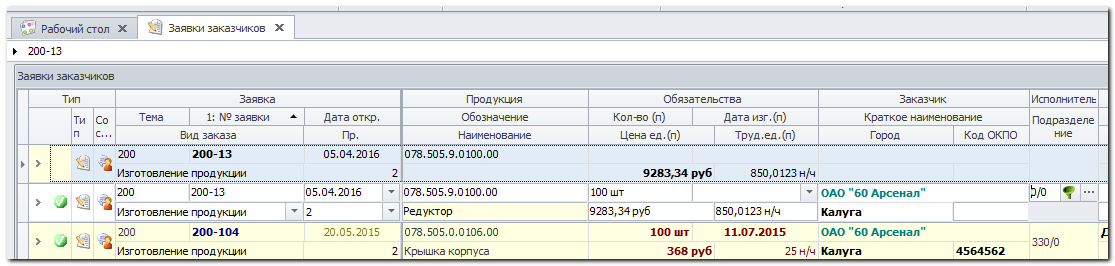 Рабочий стол Заявки заказчиков
200-13
Заявки заказчиков
Тип Заявка Продукция Обязательства Заказчик Исполнитель
Ти п Со с... Тема 1: № заявки Дата откр. Обозначение Кол-во (п) Дата изг.(п) Краткое наименование Подразделе ние
Вид заказа Пр. Наименование Цена ед.(п) Труд.ед.(п) Город Код ОКПО
200 200-13 05.04.2016 078.505.9.0100.00
Изготовление продукции 2 9283,34 руб 850,0123 н/ч
200 200-13 05.04.2016 078.505.9.0100.00 100 шт ОАО "60 Арсенал" 0/0 ...
Изготовление продукции 2 Редуктор 9283,34 руб 850,0123 н/ч Калуга
200 200-104 20.05.2015 078.505.0.0106.00 100 шт 11.07.2015 ОАО "60 Арсенал" 330/0
Изготовление продукции 2 Крышка корпуса 368 руб 25 н/ч Калуга 4564562